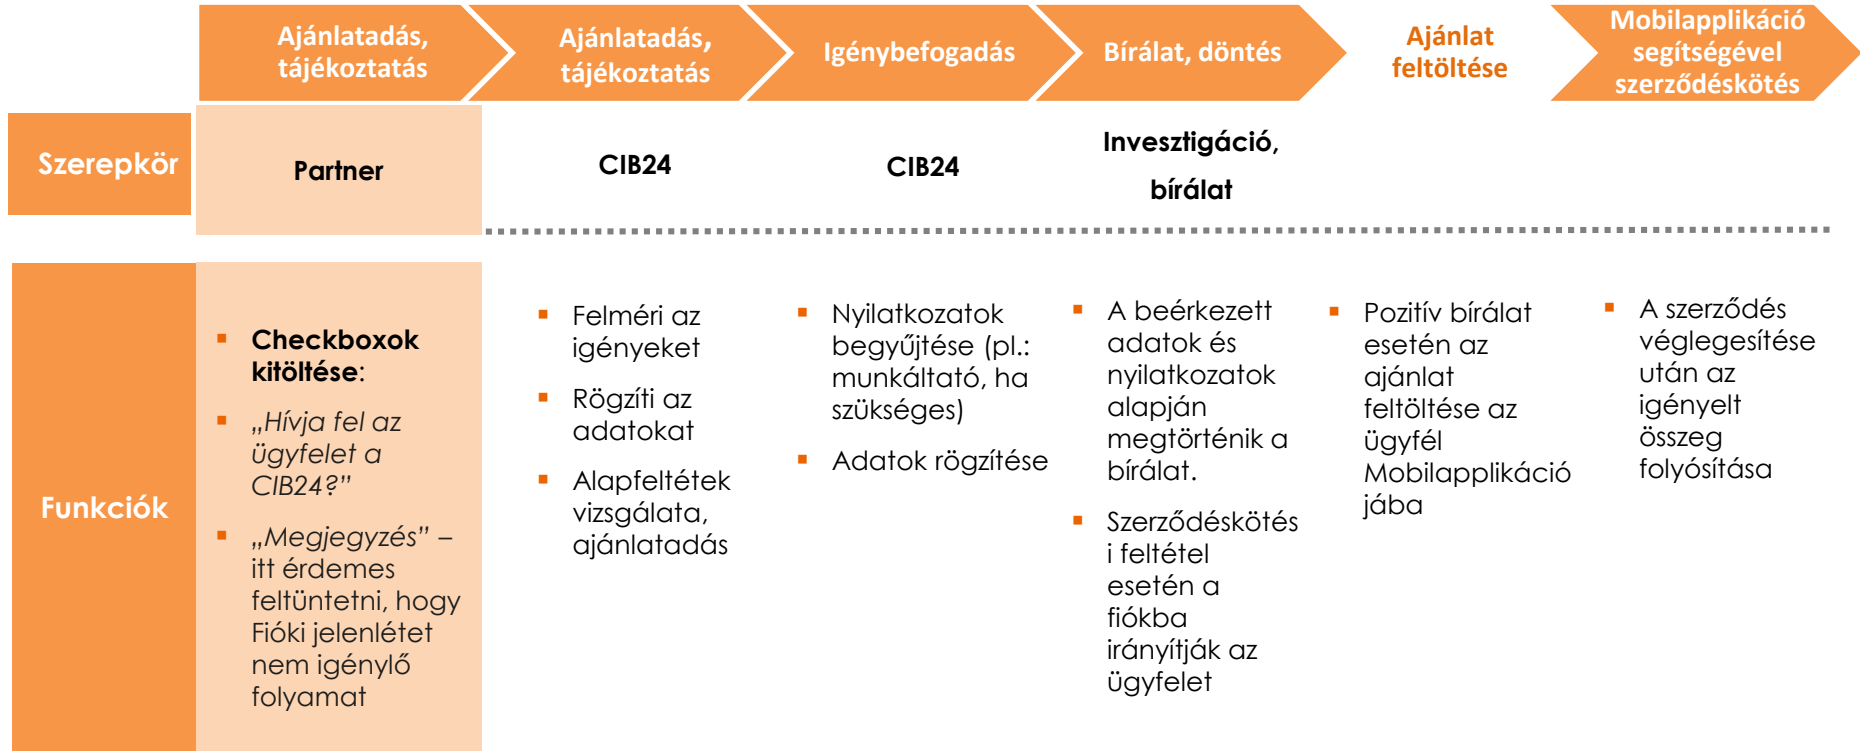 Ajánlatadás,
tájékoztatás
Ajánlatadás,
tájékoztatás
Igénybefogadás
Bírálat, döntés
Ajánlat
feltöltése
Mobilapplikáció
segítségével
szerződéskötés
Szerepkör
Partner
CIB24
CIB24
Invesztigáció,
bírálat
Funkciók
▪ Checkboxok
kitöltése:
▪ „Hívja fel az
ügyfelet a
CIB24?”
▪ „Megjegyzés” –
itt érdemes
feltüntetni, hogy
Fióki jelenlétet
nem igénylő
folyamat
▪ Felméri az
igényeket
▪ Rögzíti az
adatokat
▪ Alapfeltétek
vizsgálata,
ajánlatadás
▪ Nyilatkozatok
begyűjtése (pl.:
munkáltató, ha
szükséges)
▪ Adatok rögzítése
▪ A beérkezett
adatok és
nyilatkozatok
alapján
megtörténik a
bírálat.
▪ Szerződéskötés
i feltétel
esetén a
fiókba
irányítják az
ügyfelet
▪ Pozitív bírálat
esetén az
ajánlat
feltöltése az
ügyfél
Mobilapplikáció
jába
▪ A szerződés
véglegesítése
után az
igényelt
összeg
folyósítása